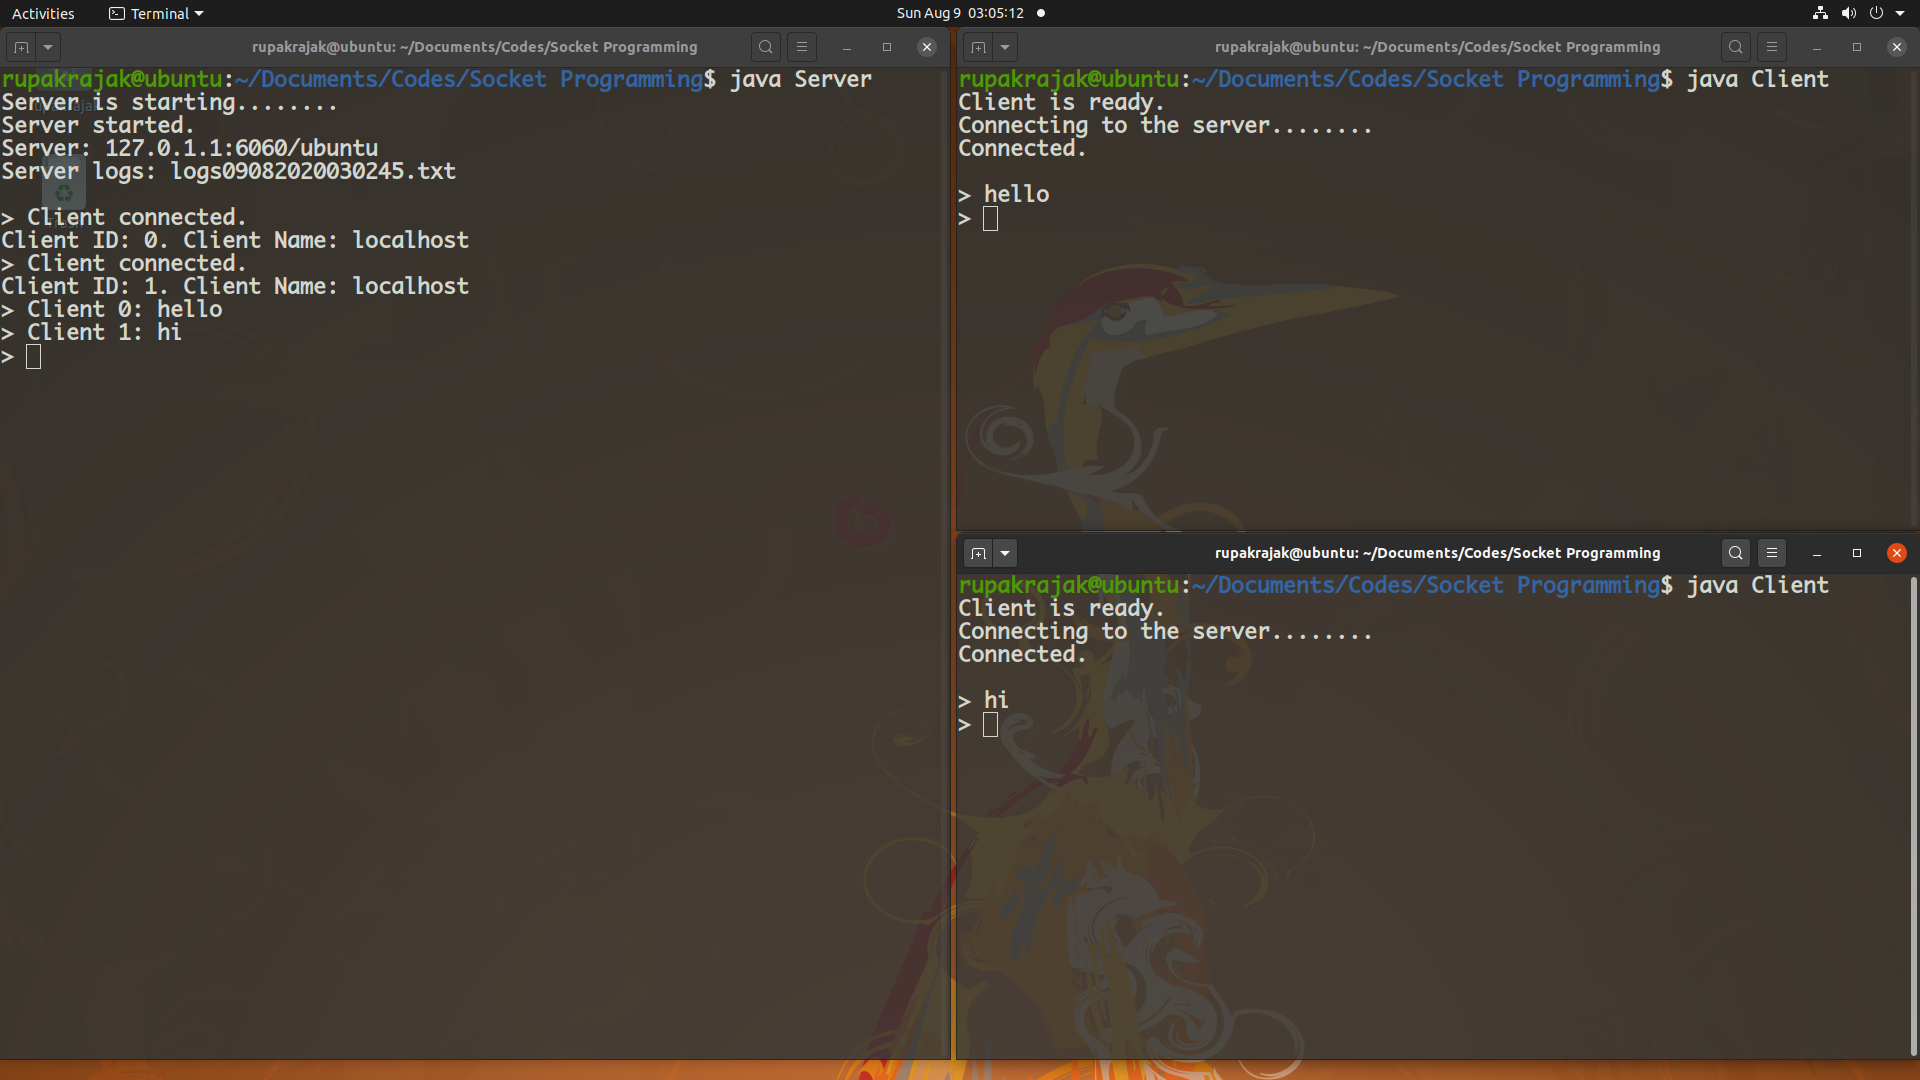 Activities Terminal Sun Aug 9 03:05:12
rupakrajak@ubuntu: ~/Documents/Codes/Socket Programming
rupakrajak@ubuntu:~/Documents/Codes/Socket Programming$ java Server
Server is starting........
Server started.
Server: 127.0.1.1:6060/ubuntu
Server logs: logs09082020030245.txt
> Client connected.
Client ID: 0. Client Name: localhost
> Client connected.
Client ID: 1. Client Name: localhost
> Client 0: hello
> Client 1: hi
>
rupakrajak@ubuntu: ~/Documents/Codes/Socket Programming
rupakrajak@ubuntu:~/Documents/Codes/Socket Programming$ java Client
Client is ready.
Connecting to the server........
Connected.
> hello
>
rupakrajak@ubuntu: ~/Documents/Codes/Socket Programming
rupakrajak@ubuntu:~/Documents/Codes/Socket Programming$ java Client
Client is ready.
Connecting to the server........
Connected.
> hi
>